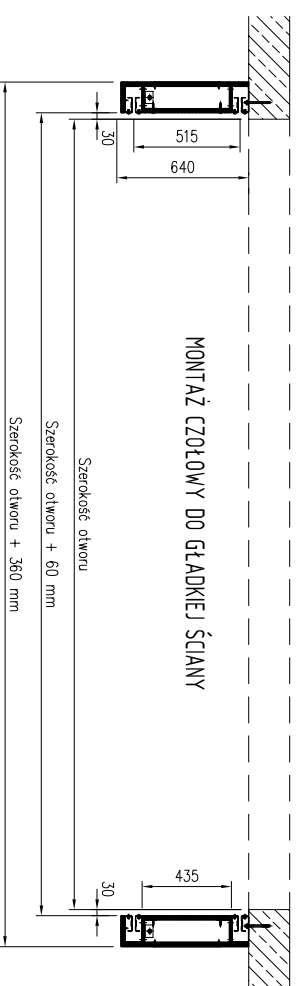 MONTAŻ CZOŁOWY DO GŁADKIEJ ŚCIANY
515
640
30
435
30
Szerokość otworu
Szerokość otworu + 60 mm
Szerokość otworu + 360 mm